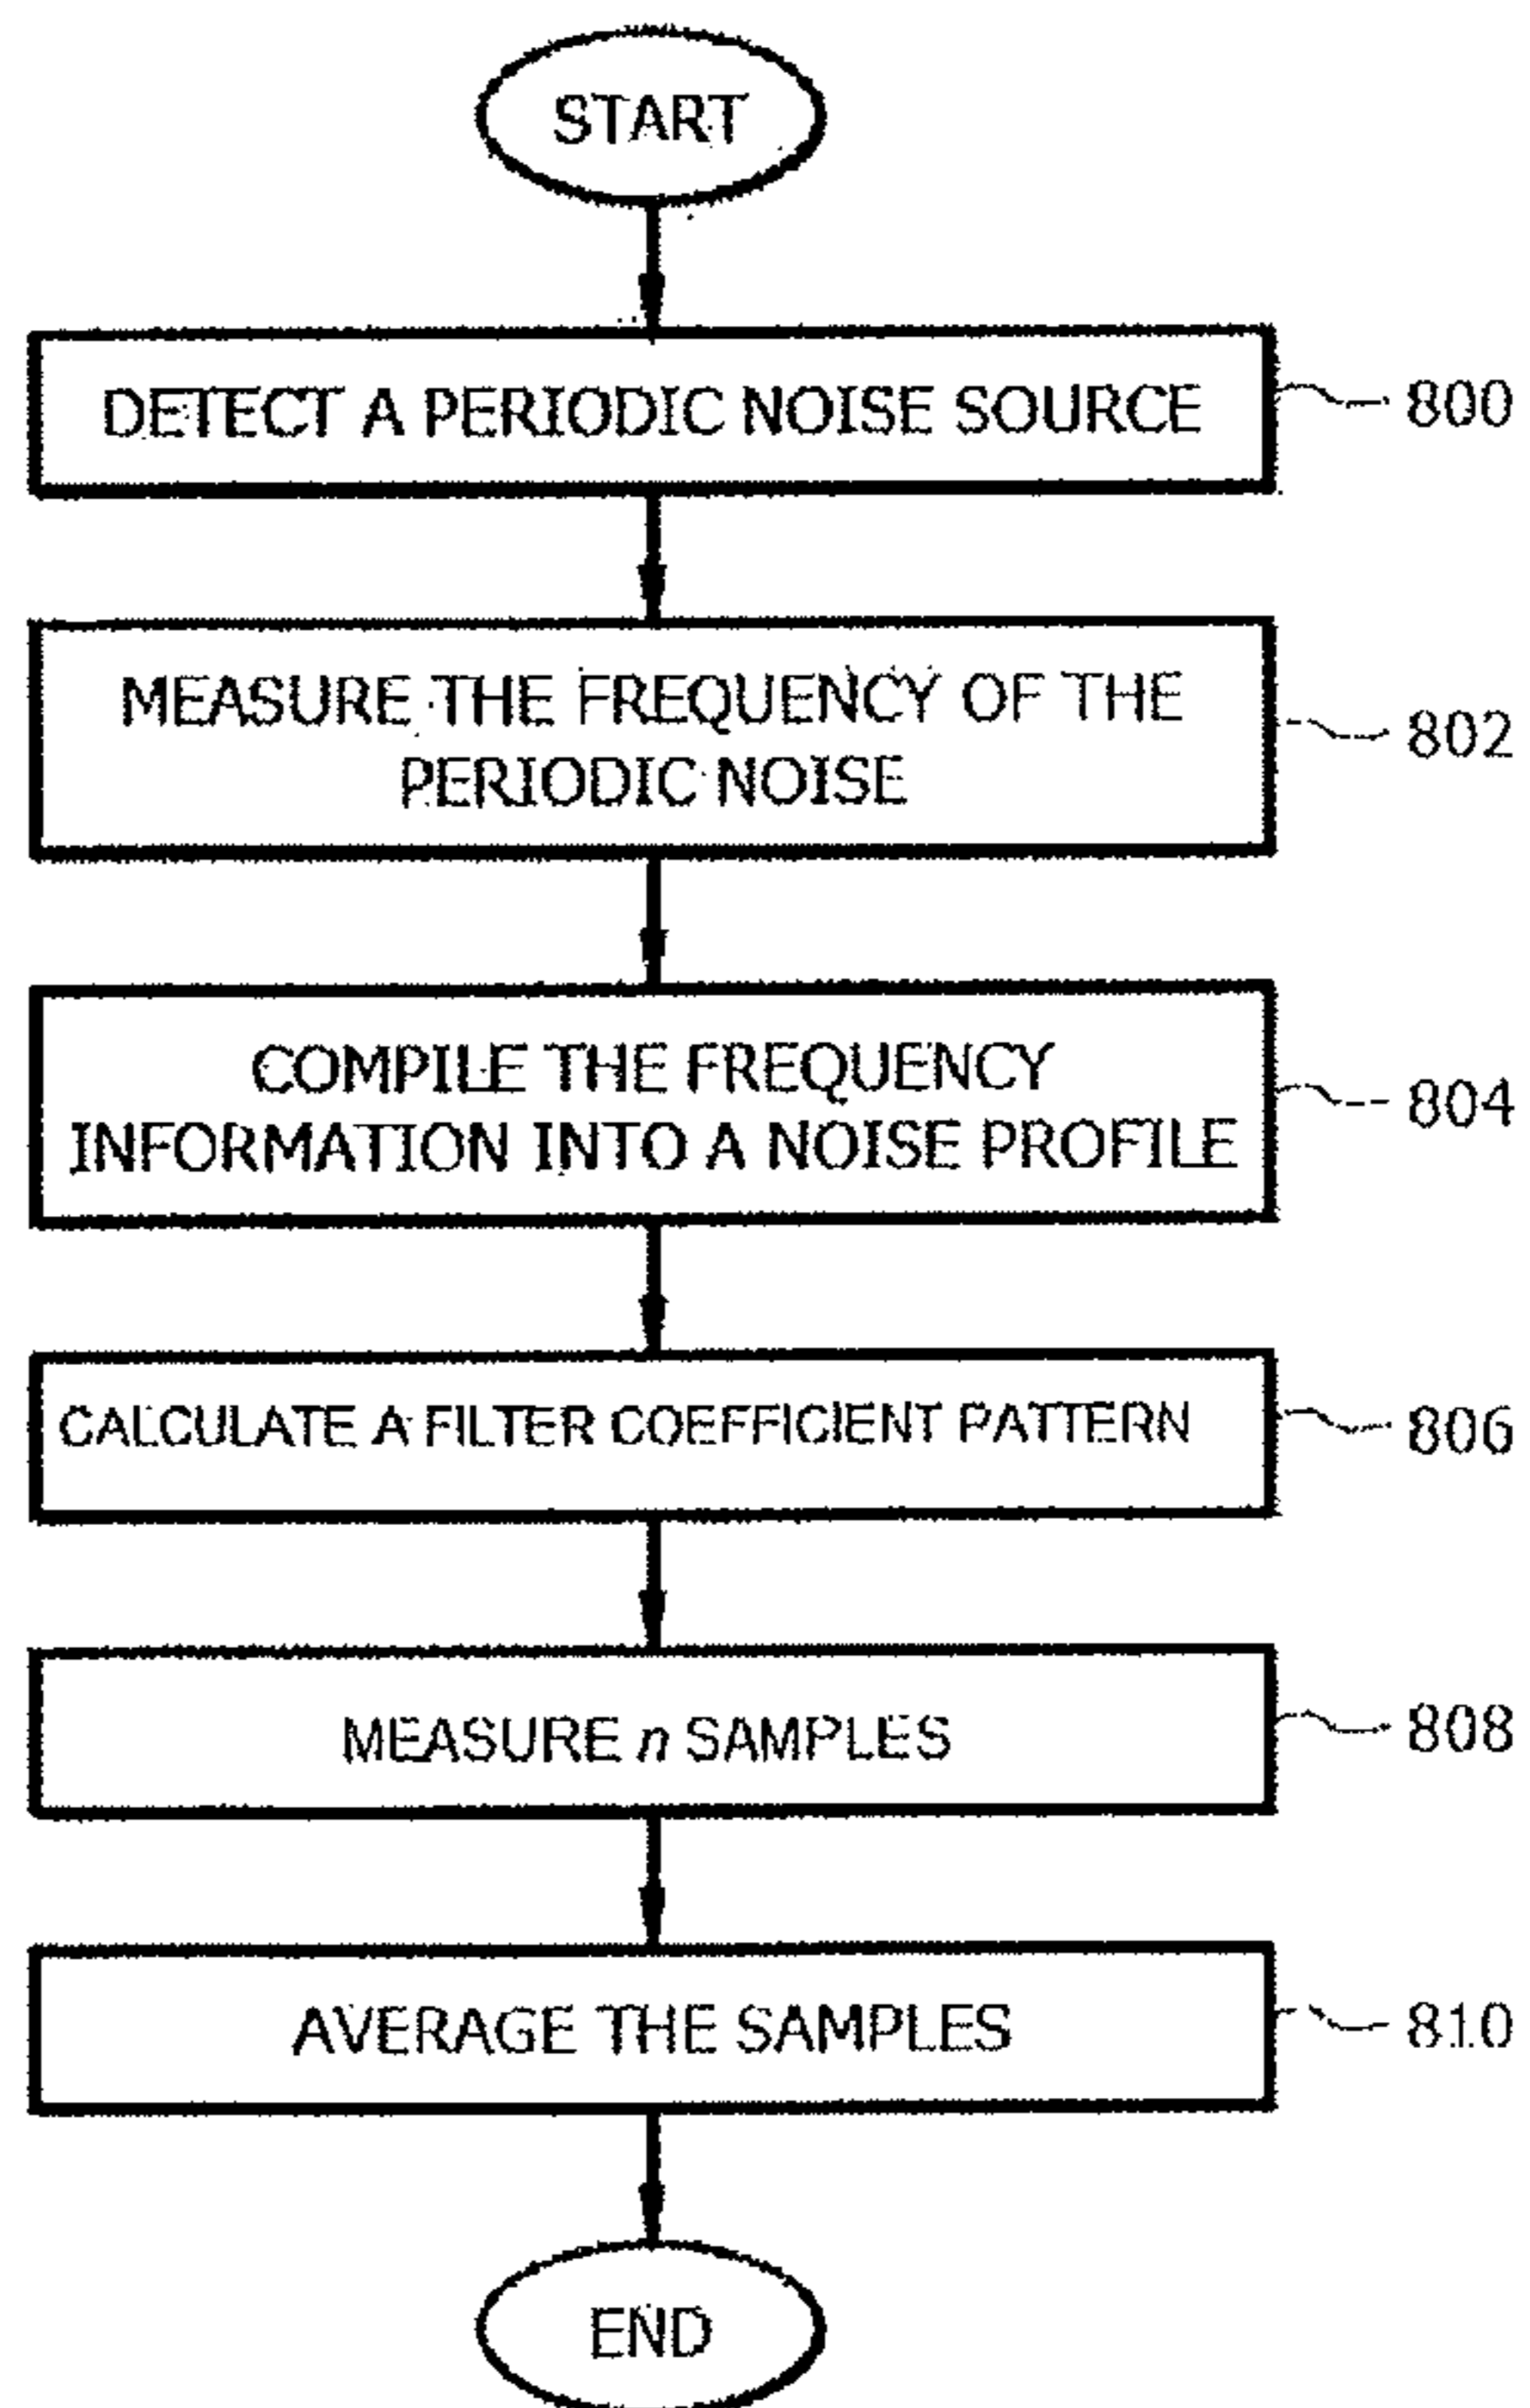 START
DETECT A PERIODIC NOISE SOURCE
800
MEASURE THE FREQUENCY OF THE
PERIODIC NOISE
802
COMPILE THE FREQUENCY
INFORMATION INTO A NOISE PROFILE
804
CALCULATE A FILTER COEFFICIENT PATTERN
806
MEASURE n SAMPLES
808
AVERAGE THE SAMPLES
810
END